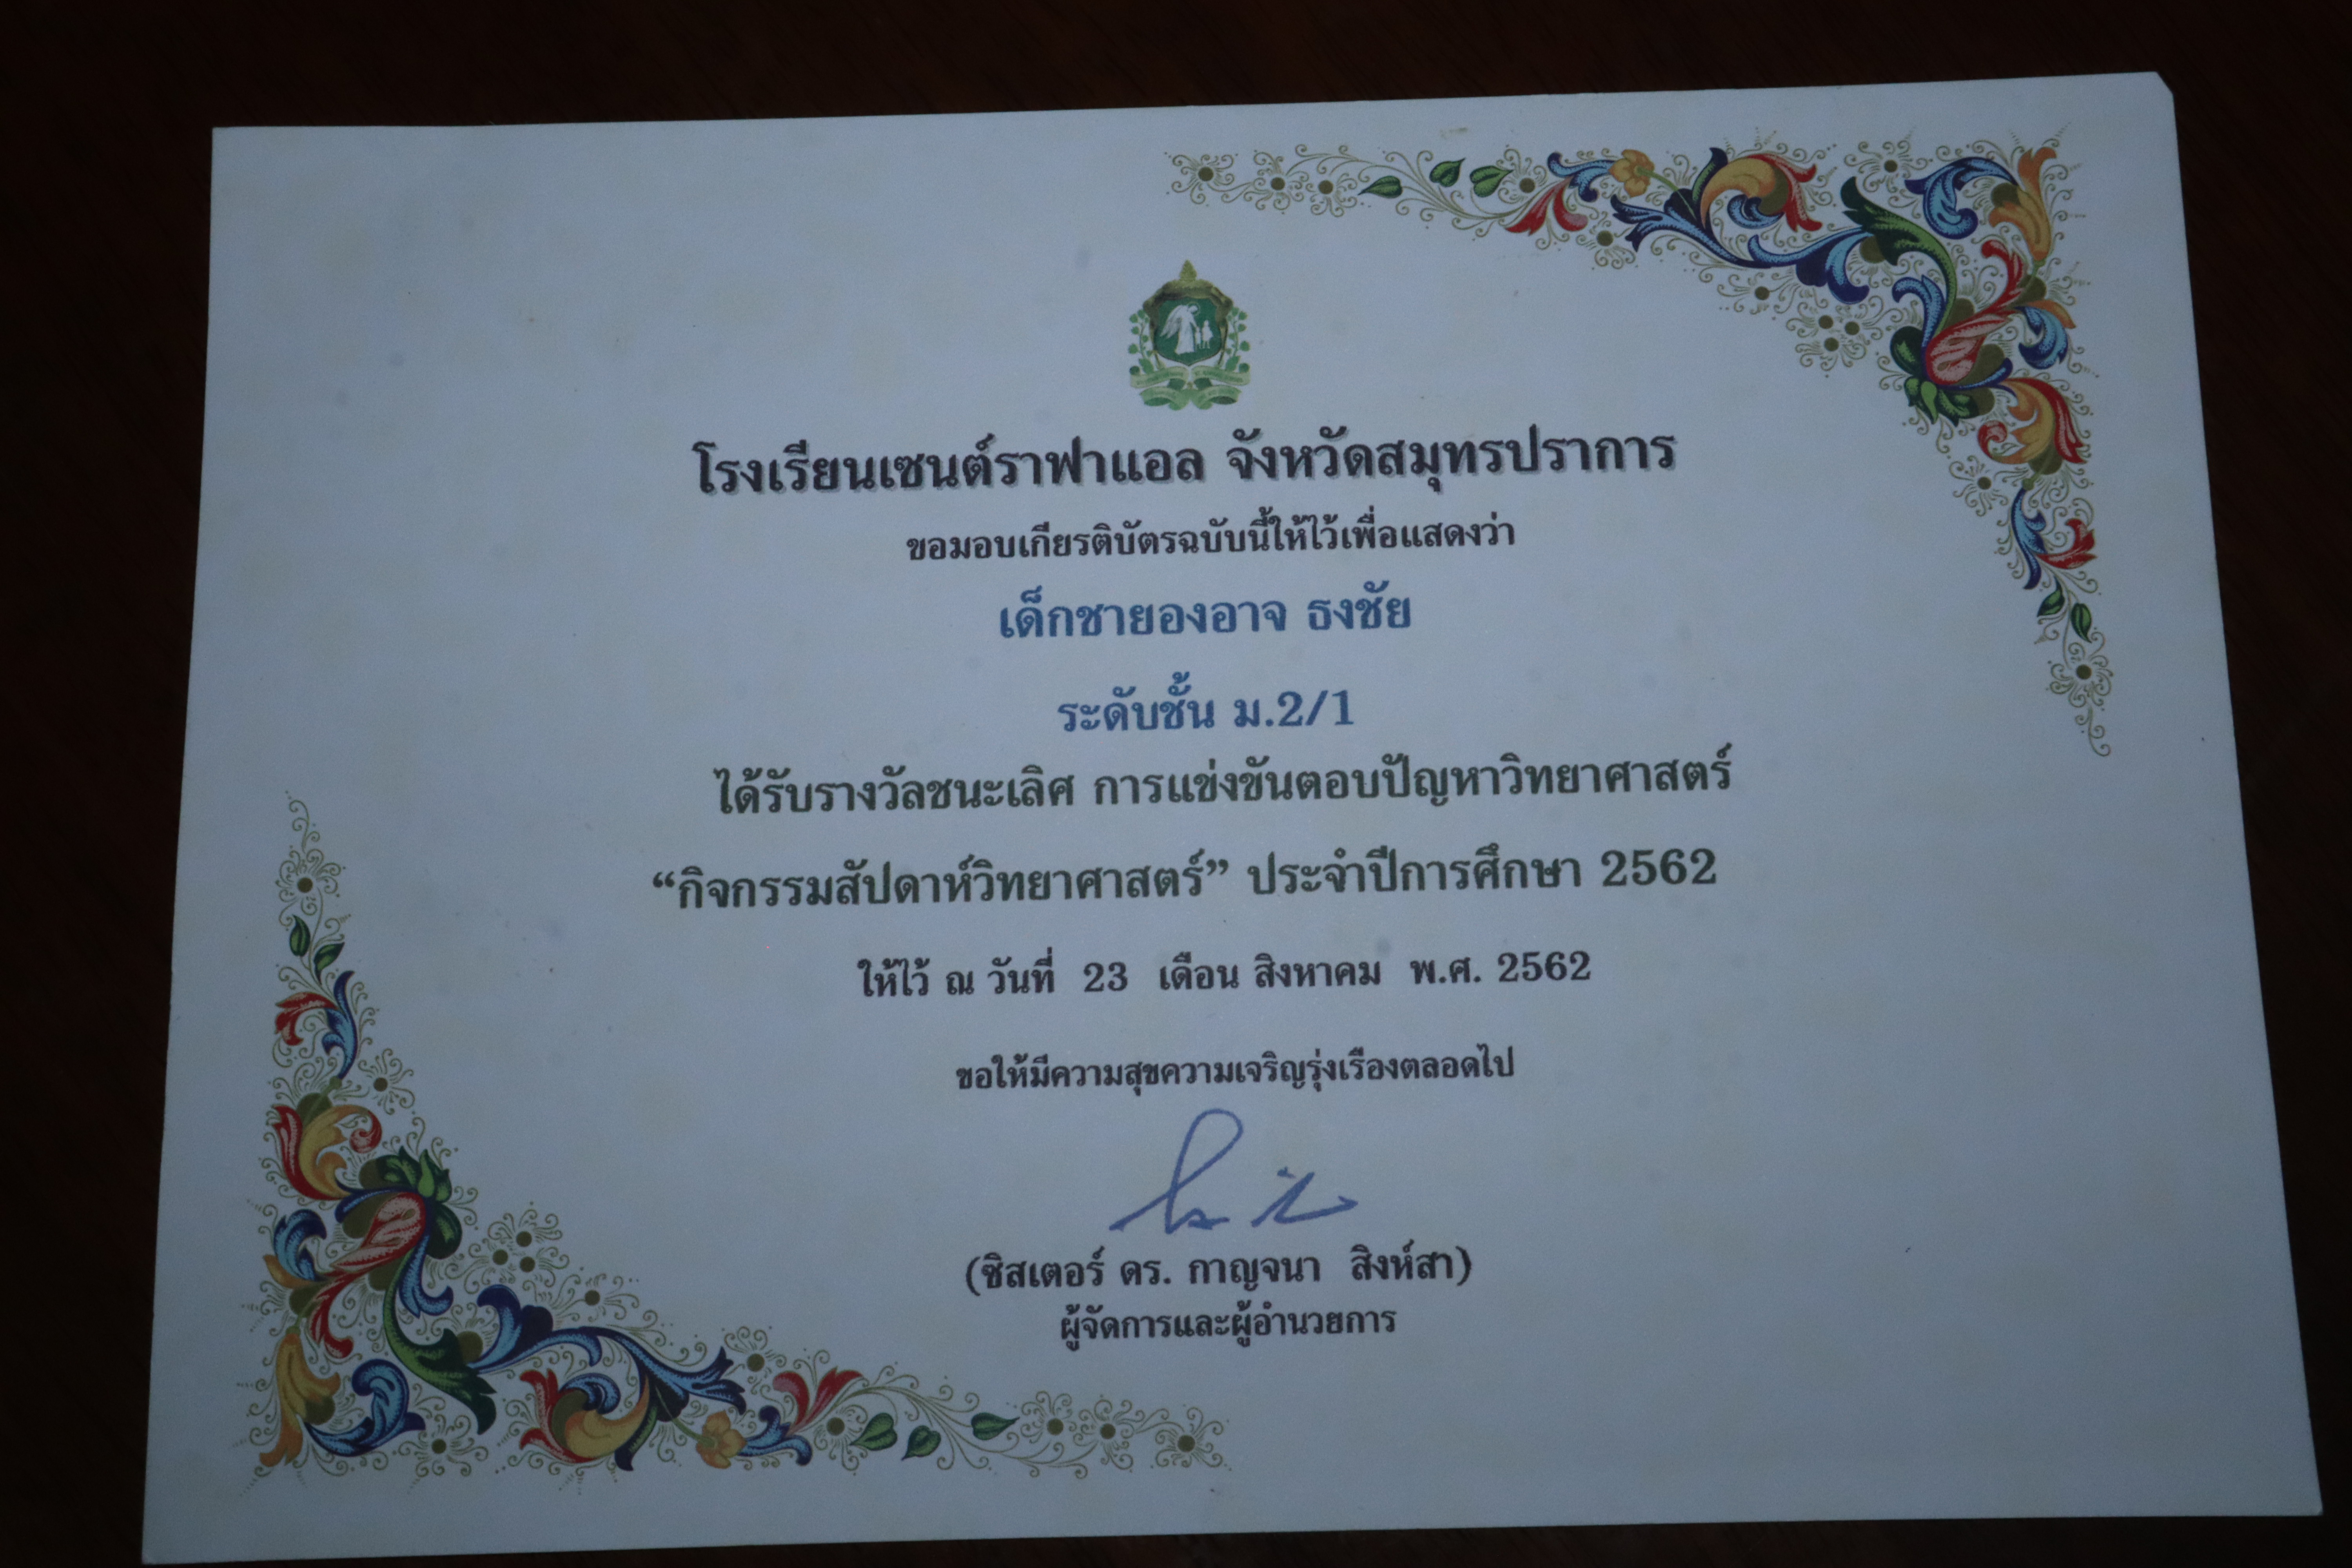 โรงเรียนเซนต์ราฟาแอล จังหวัดสมุทรปราการ
ขอมอบเกียรติบัตรฉบับนี้ให้ไว้เพื่อแสดงว่า
เด็กชายองอาจ ธงชัย
ระดับชั้น ม.2/1
ได้รับรางวัลชนะเลิศ การแข่งขันตอบปัญหาวิทยาศาสตร์
“กิจกรรมสัปดาห์วิทยาศาสตร์” ประจำปีการศึกษา 2562
ให้ไว้ ณ วันที่ 23 เดือน สิงหาคม พ.ศ. 2562
ขอให้มีความสุขความเจริญรุ่งเรืองตลอดไป
(ซิสเตอร์ ดร. กาญจนา สิงห์สา)
ผู้จัดการและผู้อำนวยการ